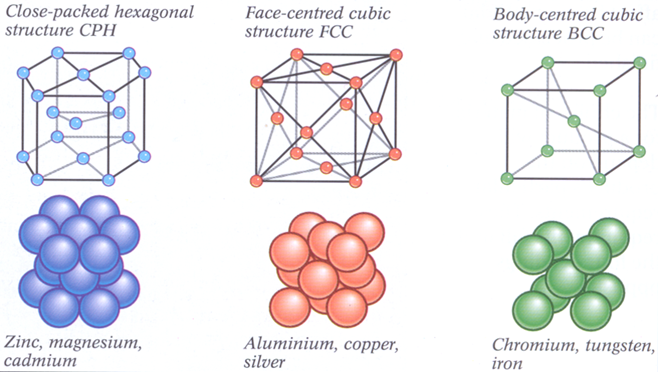 Close-packed hexagonal
structure CPH
Face-centred cubic
structure FCC
Body-centred cubic
structure BCC
Zinc, magnesium,
cadmium
Aluminium, copper,
silver
Chromium, tungsten,
iron